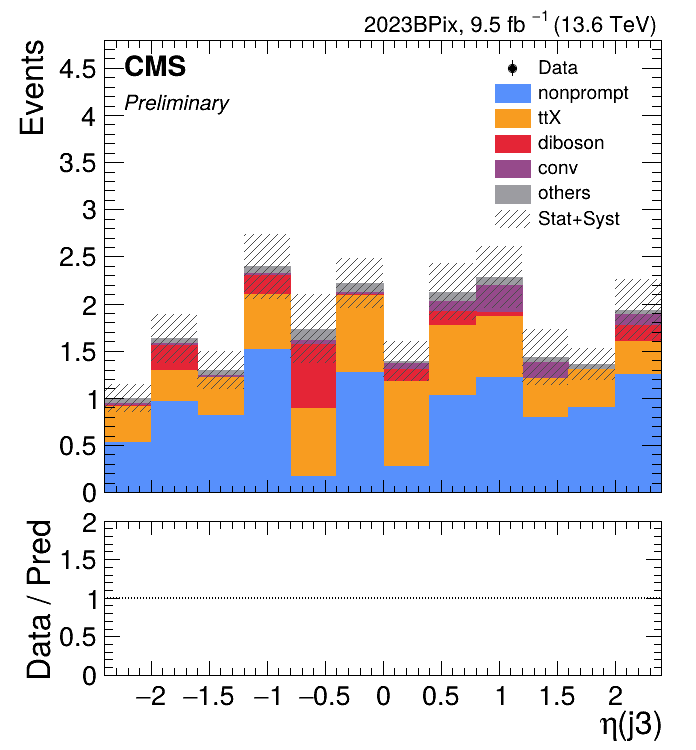 2023BPix, 9.5 fb⁻¹ (13.6 TeV)
Events
CMS
Preliminary
Data
nonprompt
ttX
diboson
conv
others
Stat+Syst
4.5
4
3.5
3
2.5
2
1.5
1
0.5
0
Data / Pred
2
1.5
1
0.5
0
−2 −1.5 −1 −0.5 0 0.5 1 1.5 2
η(j3)